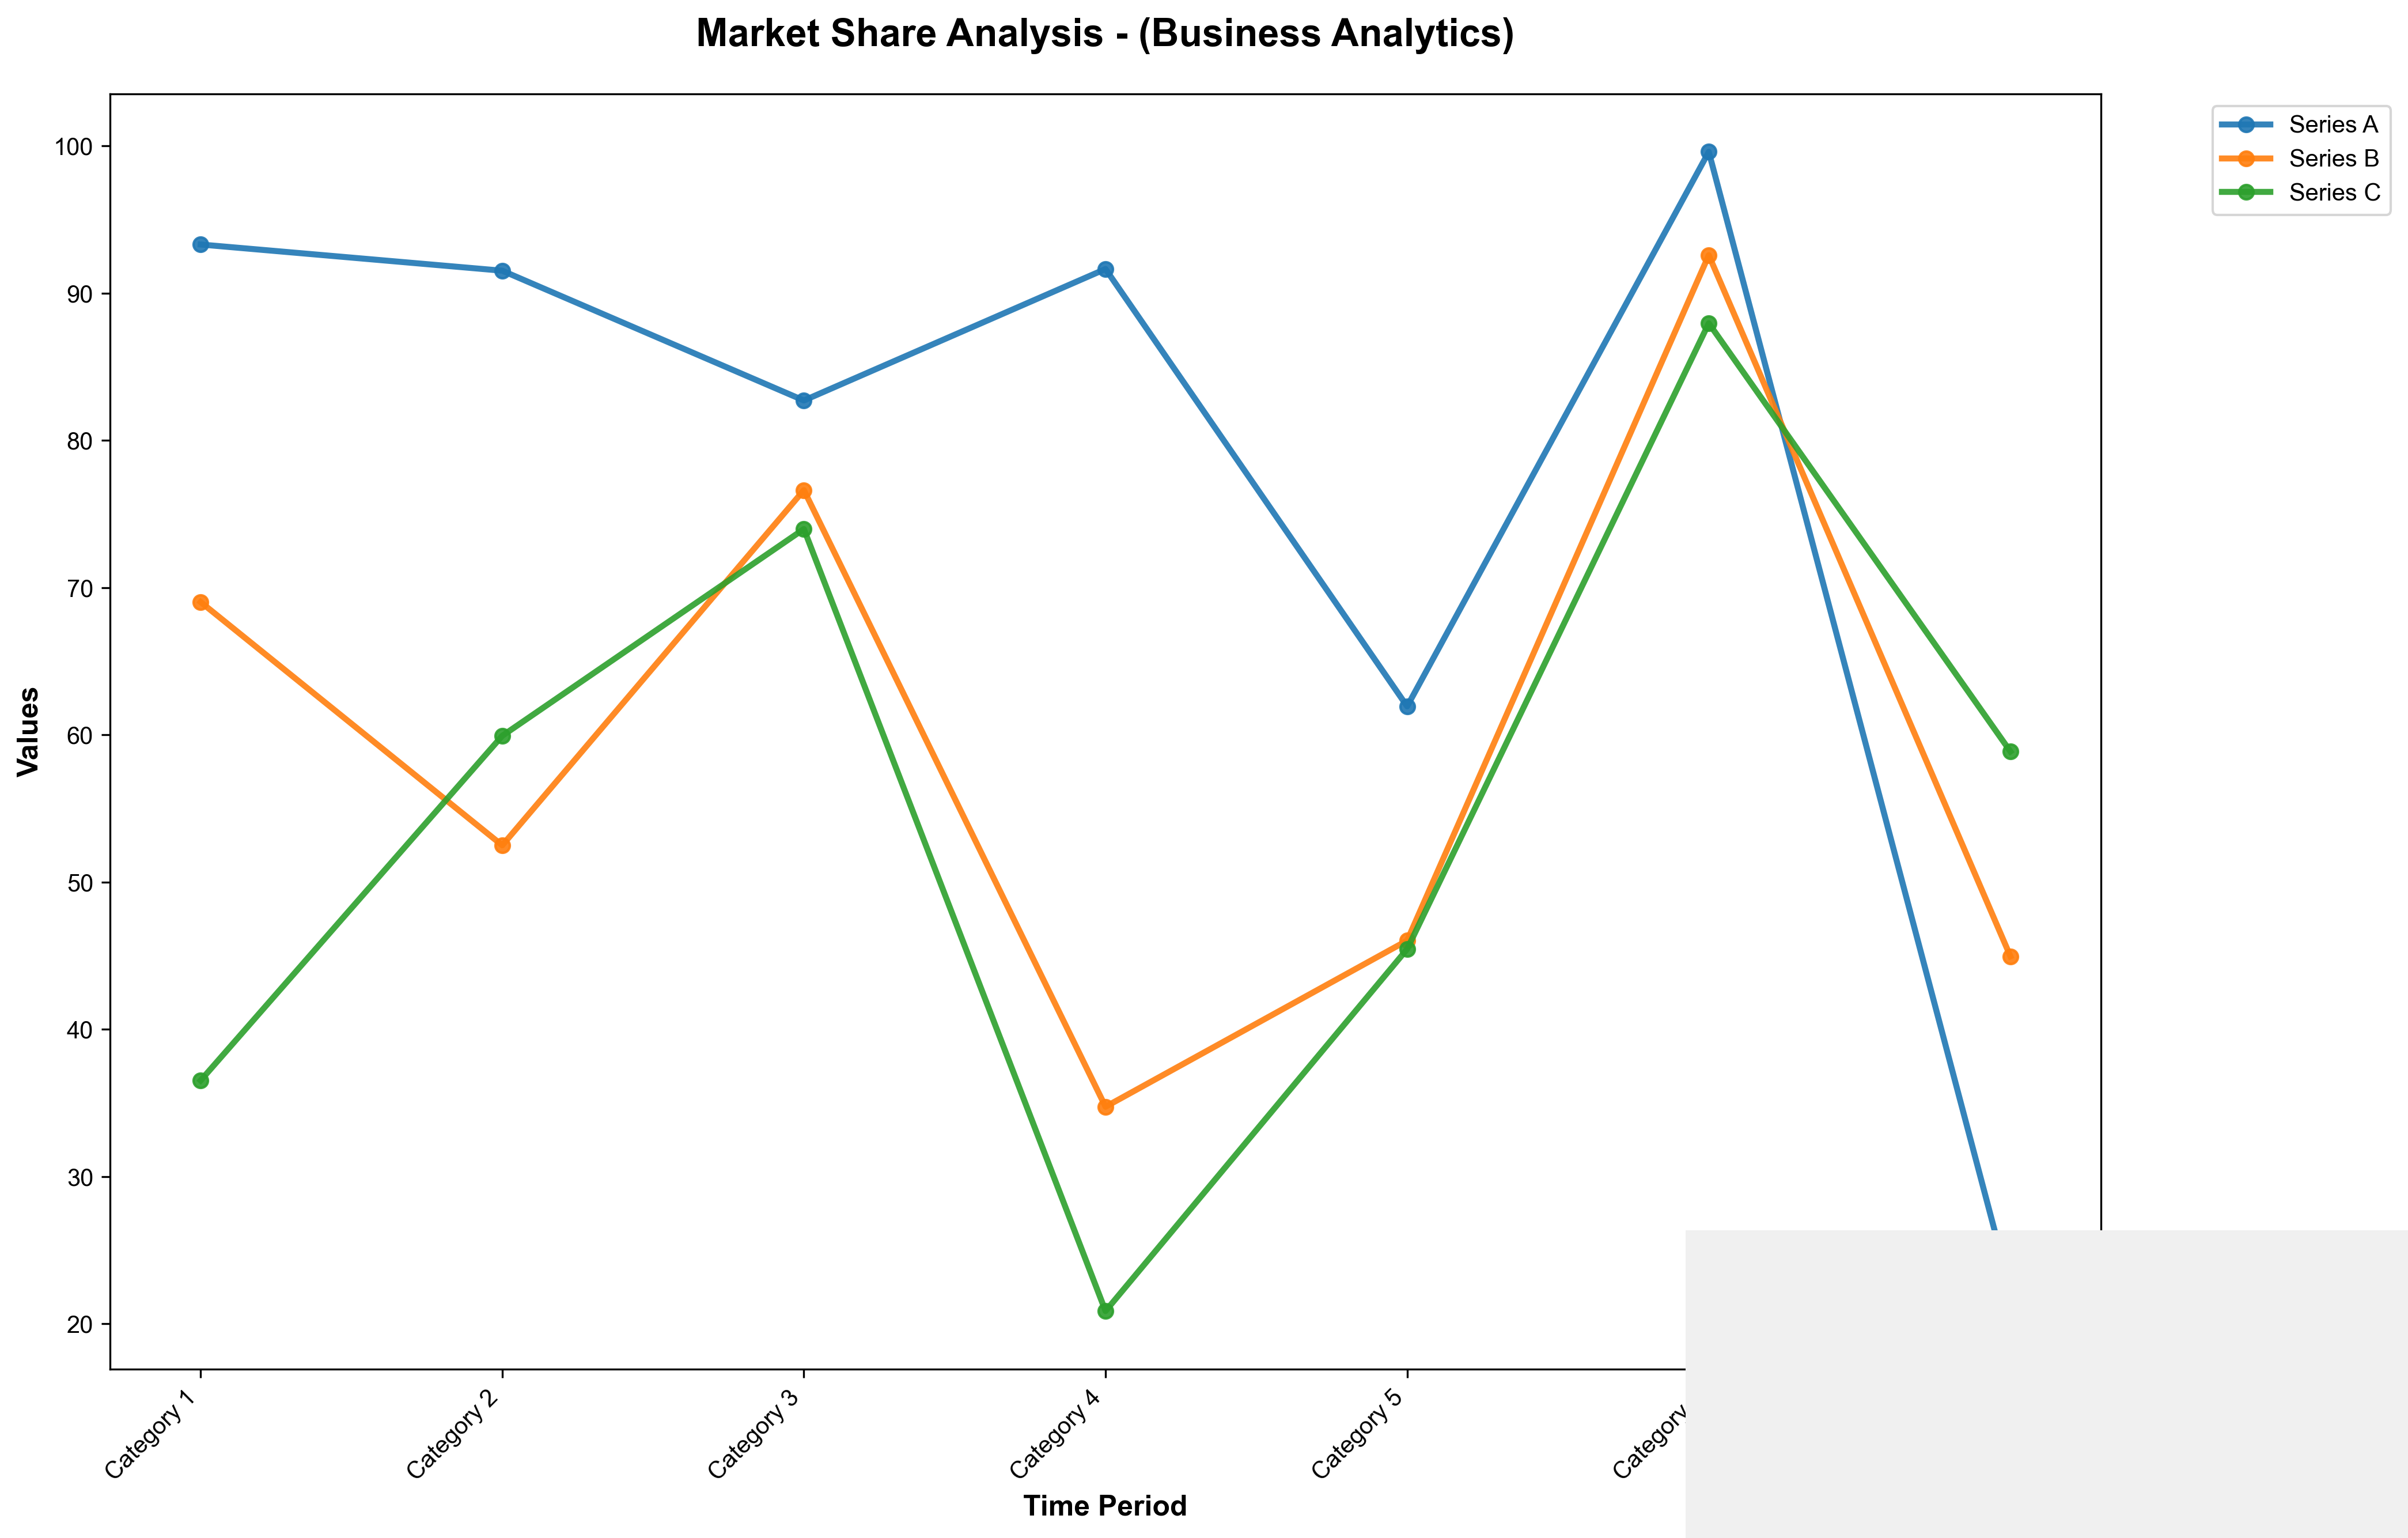 Market Share Analysis - (Business Analytics)
Series A
Series B
Series C
Values
100
90
80
70
60
50
40
30
20
Category 1
Category 2
Category 3
Category 4
Category 5
Category
Time Period